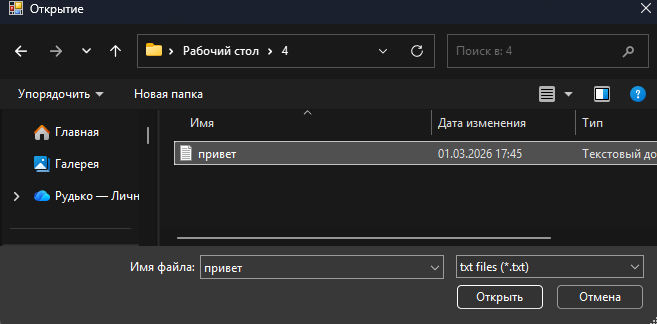 Открытие
Рабочий стол > 4
Поиск в: 4
Упорядочить
Новая папка
Имя
Дата изменения
Тип
Главная
Галерея
Рудько — Личн
привет
01.03.2026 17:45
Текстовый до
Имя файла:
привет
txt files (*.txt)
Открыть
Отмена